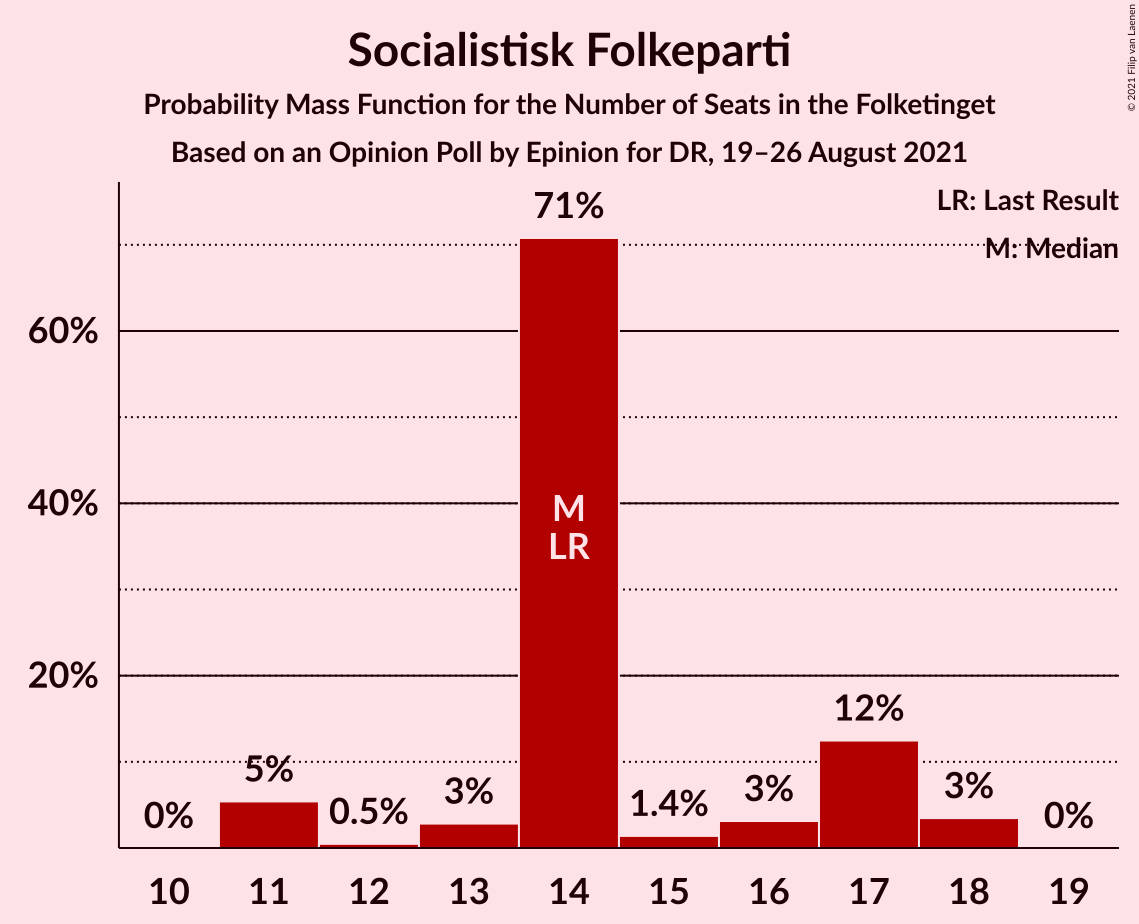 Socialistisk Folkeparti
Probability Mass Function for the Number of Seats in the Folketinget
Based on an Opinion Poll by Epinion for DR, 19–26 August 2021
© 2021 Filip van Laenen
LR: Last Result
M: Median
71%
60%
40%
20%
M
LR
0%
5%
0.5%
3%
1.4%
3%
12%
3%
0%
10 11 12 13 14 15 16 17 18 19